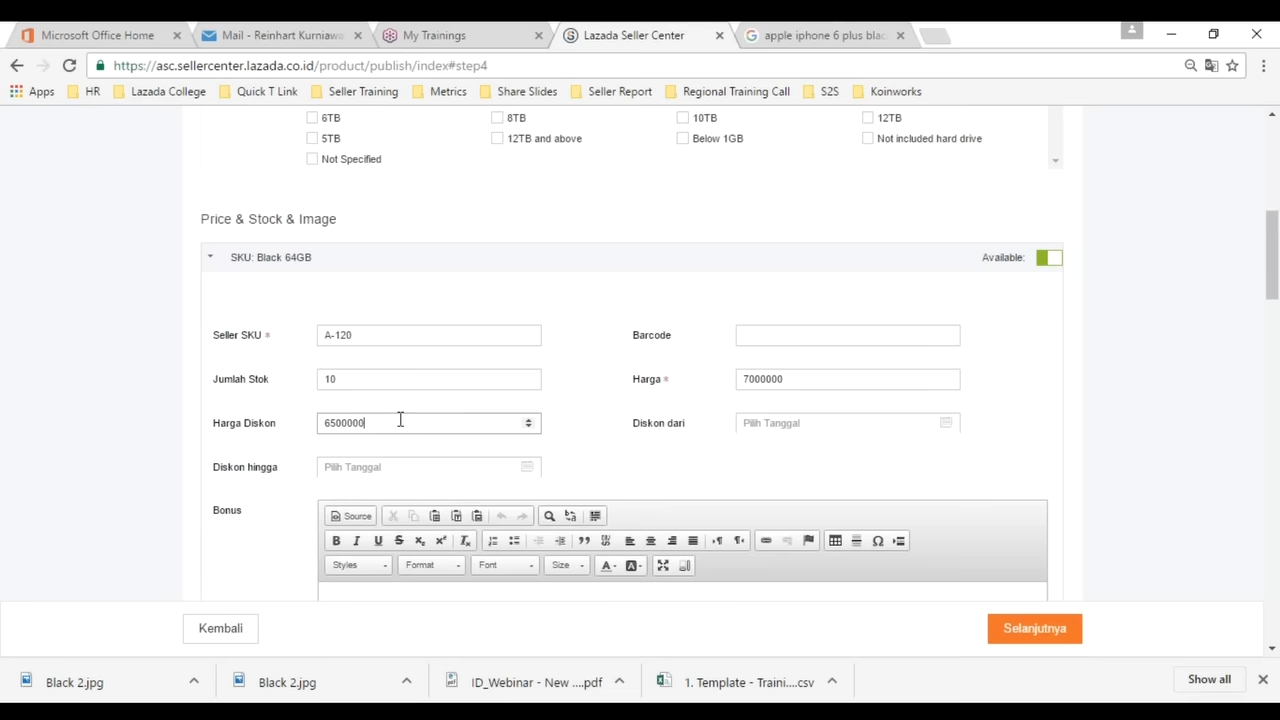 Microsoft Office Home
Mail - Reinhart Kurniawa
My Trainings
Lazada Seller Center
apple iphone 6 plus blac
https://asc.sellercenter.lazada.co.id/product/publish/index#step4
Apps HR Lazada College Quick T Link Seller Training Metrics Share Slides Seller Report Regional Training Call S2S Koinworks
6TB 8TB 10TB 12TB
5TB 12TB and above Below 1GB Not included hard drive
Not Specified
Price & Stock & Image
SKU: Black 64GB Available:
Seller SKU * A-120 Barcode
Jumlah Stok 10 Harga * 7000000
Harga Diskon 6500000 Diskon dari Pilih Tanggal
Diskon hingga Pilih Tanggal
Bonus
Source
Styles Format Font Size
Kembali Selanjutnya
Black 2.jpg Black 2.jpg ID_Webinar - New ....pdf 1. Template - Traini....csv Show all